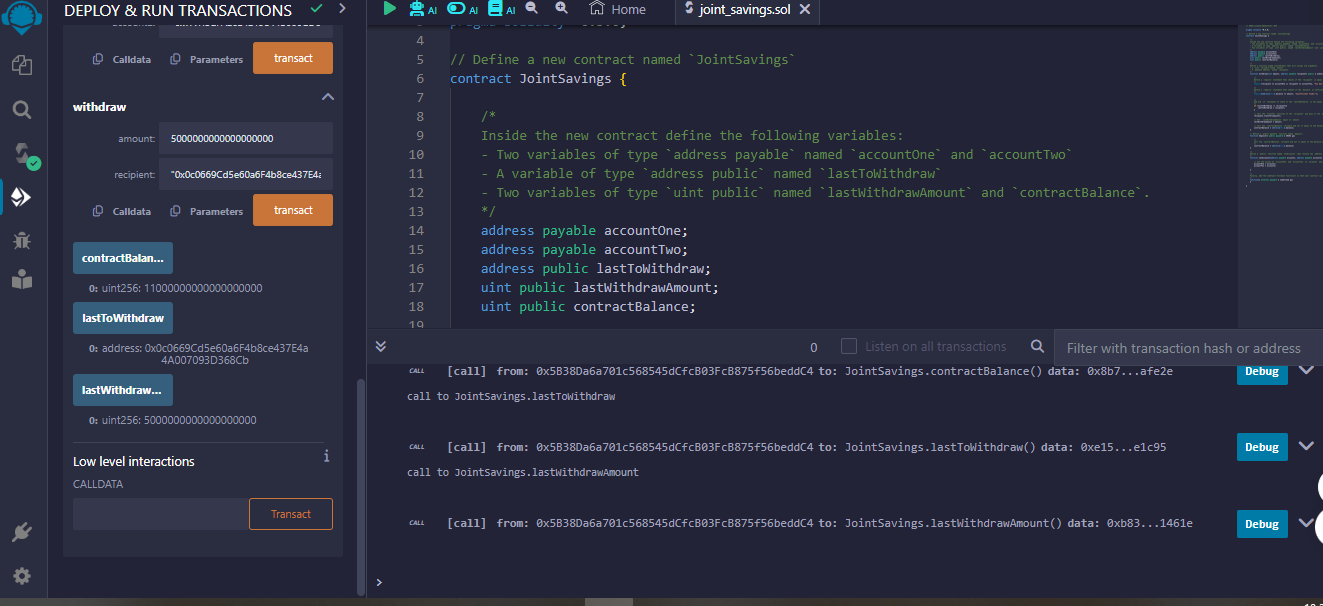 DEPLOY & RUN TRANSACTIONS
Calldata Parameters transact
withdraw
amount: 5000000000000000000
recipient: "0x0c0669Cd5e60a6F4b8ce437E4a
Calldata Parameters transact
contractBalan...
0: uint256: 11000000000000000000
lastToWithdraw
0: address: 0x0c0669Cd5e60a6F4b8ce437E4a
4A007093D368Cb
lastWithdraw...
0: uint256: 5000000000000000000
Low level interactions
i
CALLDATA
Transact
AI AI AI Home joint_savings.sol
4
5 // Define a new contract named `JointSavings`
6 contract JointSavings {
7
8 /*
9 Inside the new contract define the following variables:
10 - Two variables of type `address payable` named `accountOne` and `accountTwo`
11 - A variable of type `address public` named `lastToWithdraw`
12 - Two variables of type `uint public` named `lastWithdrawAmount` and `contractBalance`.
13 */
14 address payable accountOne;
15 address payable accountTwo;
16 address public lastToWithdraw;
17 uint public lastWithdrawAmount;
18 uint public contractBalance;
19
0 Listen on all transactions Filter with transaction hash or address
CALL [call] from: 0x5B38Da6a701c568545dCfcB03FcB875f56beddC4 to: JointSavings.contractBalance() data: 0x8b7...afe2e Debug
call to JointSavings.lastToWithdraw
CALL [call] from: 0x5B38Da6a701c568545dCfcB03FcB875f56beddC4 to: JointSavings.lastToWithdraw() data: 0xe15...e1c95 Debug
call to JointSavings.lastWithdrawAmount
CALL [call] from: 0x5B38Da6a701c568545dCfcB03FcB875f56beddC4 to: JointSavings.lastWithdrawAmount() data: 0xb83...1461e Debug
>